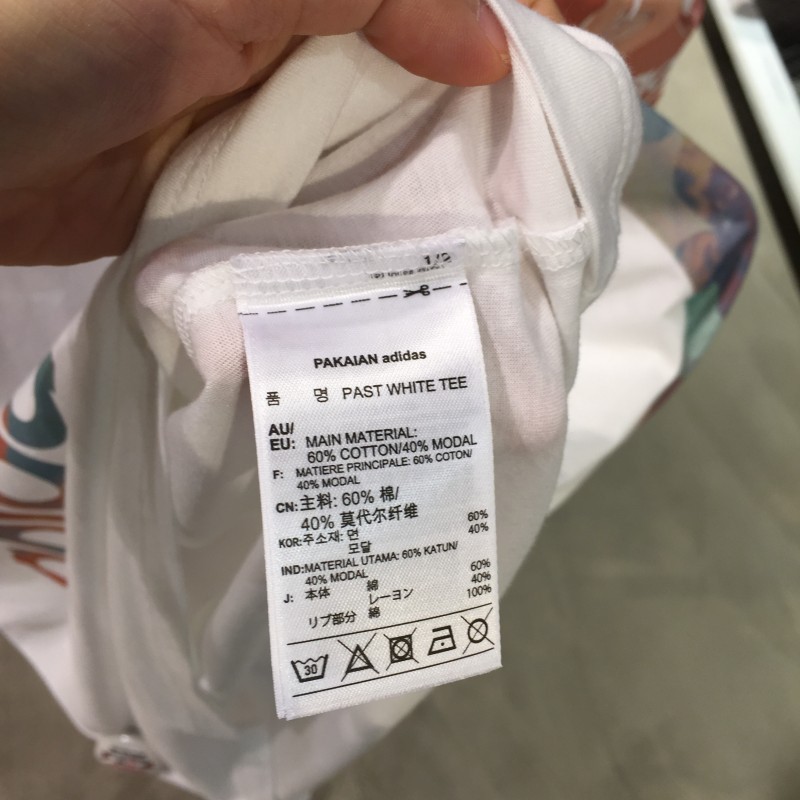 1/2
PAKAIAN adidas
품 명 PAST WHITE TEE
AU/
EU: MAIN MATERIAL:
60% COTTON/40% MODAL
F: MATIERE PRINCIPALE: 60% COTON/
40% MODAL
CN: 主料: 60% 棉/
40% 莫代尔纤维
KOR: 주소재: 면 60%
모달 40%
IND: MATERIAL UTAMA: 60% KATUN/
40% MODAL
J: 本体 綿 60%
レーヨン 40%
リブ部分 綿 100%
30